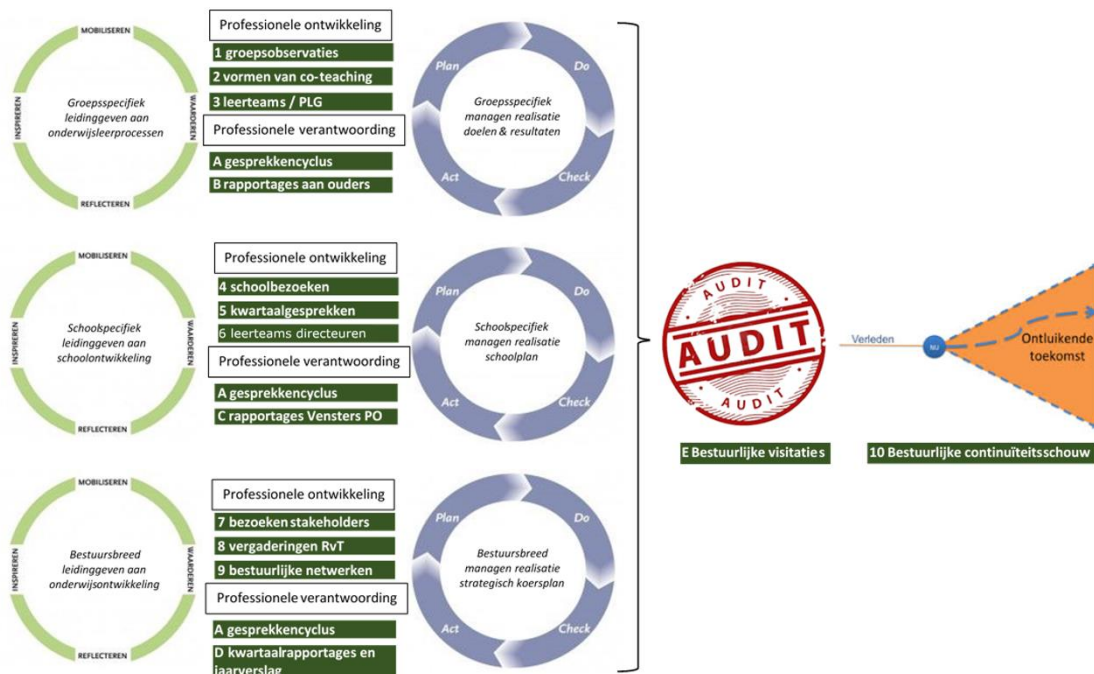 MOBILISEREN
INSPIREREN
Groepsspecifiek
leidinggeven aan
onderwijsleerprocessen
WAARDEREN
REFLECTEREN
Professionele ontwikkeling
1 groepsobservaties
2 vormen van co-teaching
3 leerteams / PLG
Professionele verantwoording
A gesprekkencyclus
B rapportages aan ouders
Plan
Do
Groepsspecifiek
managen realisatie
doelen & resultaten
Act
Check
MOBILISEREN
INSPIREREN
Schoolspecifiek
leidinggeven aan
schoolontwikkeling
WAARDEREN
REFLECTEREN
Professionele ontwikkeling
4 schoolbezoeken
5 kwartaalgesprekken
6 leerteams directeuren
Professionele verantwoording
A gesprekkencyclus
C rapportages Vensters PO
Plan
Do
Schoolspecifiek
managen realisatie
schoolplan
Act
Check
MOBILISEREN
INSPIREREN
Bestuursbreed
leidinggeven aan
onderwijsontwikkeling
WAARDEREN
REFLECTEREN
Professionele ontwikkeling
7 bezoeken stakeholders
8 vergaderingen RvT
9 bestuurlijke netwerken
Professionele verantwoording
A gesprekkencyclus
D kwartaalrapportages en
jaarverslag
Plan
Do
Bestuursbreed
managen realisatie
strategisch koersplan
Act
Check
AUDIT
AUDIT
AUDIT
E Bestuurlijke visitaties
Verleden
NU
Ontluikende
toekomst
10 Bestuurlijke continuïteitsschouw